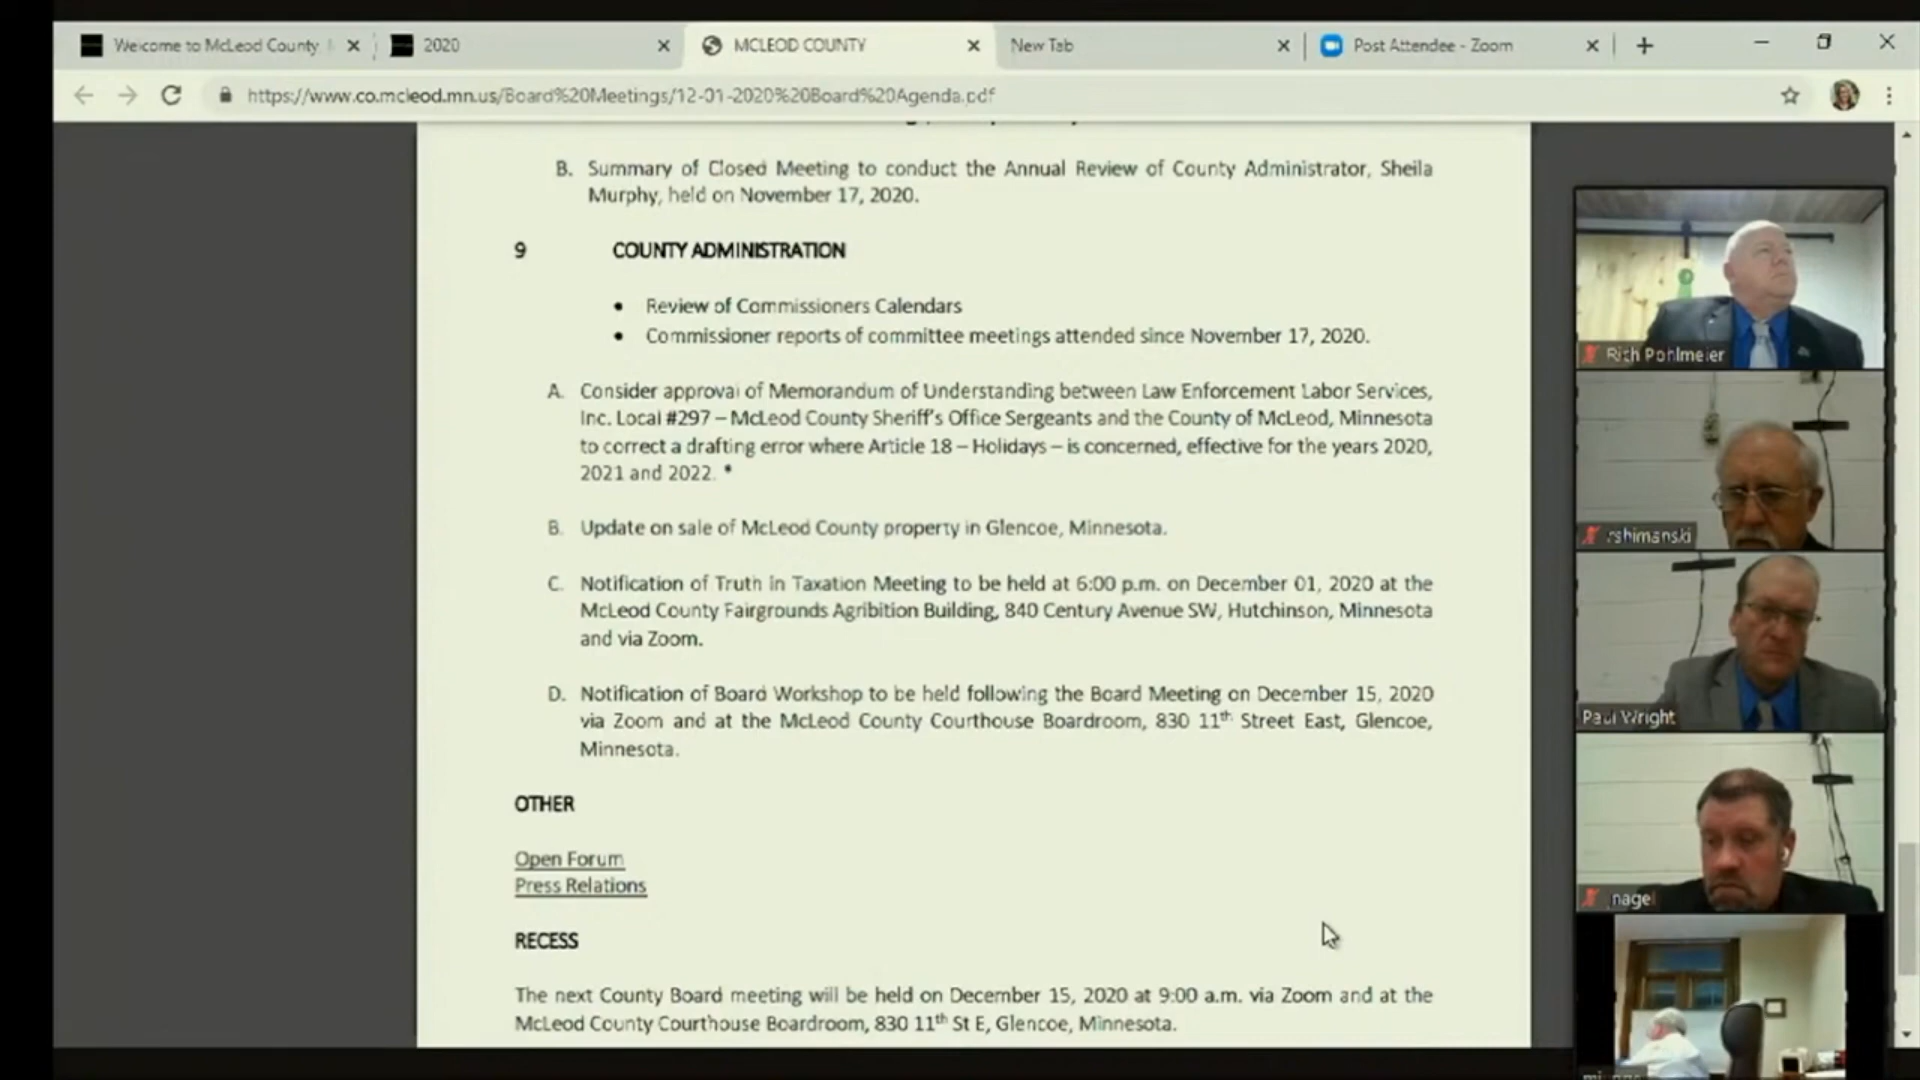 Welcome to McLeod County
2020
MCLEOD COUNTY
New Tab
Post Attendee - Zoom
https://www.co.mcleod.mn.us/Board%20Meetings/12-01-2020%20Board%20Agenda.pdf
B. Summary of Closed Meeting to conduct the Annual Review of County Administrator, Sheila
Murphy, held on November 17, 2020.
9 COUNTY ADMINISTRATION
• Review of Commissioners Calendars
• Commissioner reports of committee meetings attended since November 17, 2020.
A. Consider approval of Memorandum of Understanding between Law Enforcement Labor Services,
Inc. Local #297 – McLeod County Sheriff's Office Sergeants and the County of McLeod, Minnesota
to correct a drafting error where Article 18 – Holidays – is concerned, effective for the years 2020,
2021 and 2022. *
B. Update on sale of McLeod County property in Glencoe, Minnesota.
C. Notification of Truth in Taxation Meeting to be held at 6:00 p.m. on December 01, 2020 at the
McLeod County Fairgrounds Agribition Building, 840 Century Avenue SW, Hutchinson, Minnesota
and via Zoom.
D. Notification of Board Workshop to be held following the Board Meeting on December 15, 2020
via Zoom and at the McLeod County Courthouse Boardroom, 830 11th Street East, Glencoe,
Minnesota.
OTHER
Open Forum
Press Relations
RECESS
The next County Board meeting will be held on December 15, 2020 at 9:00 a.m. via Zoom and at the
McLeod County Courthouse Boardroom, 830 11th St E, Glencoe, Minnesota.
Rich Pohlmeier
rshimanski
Paul Wright
nagel